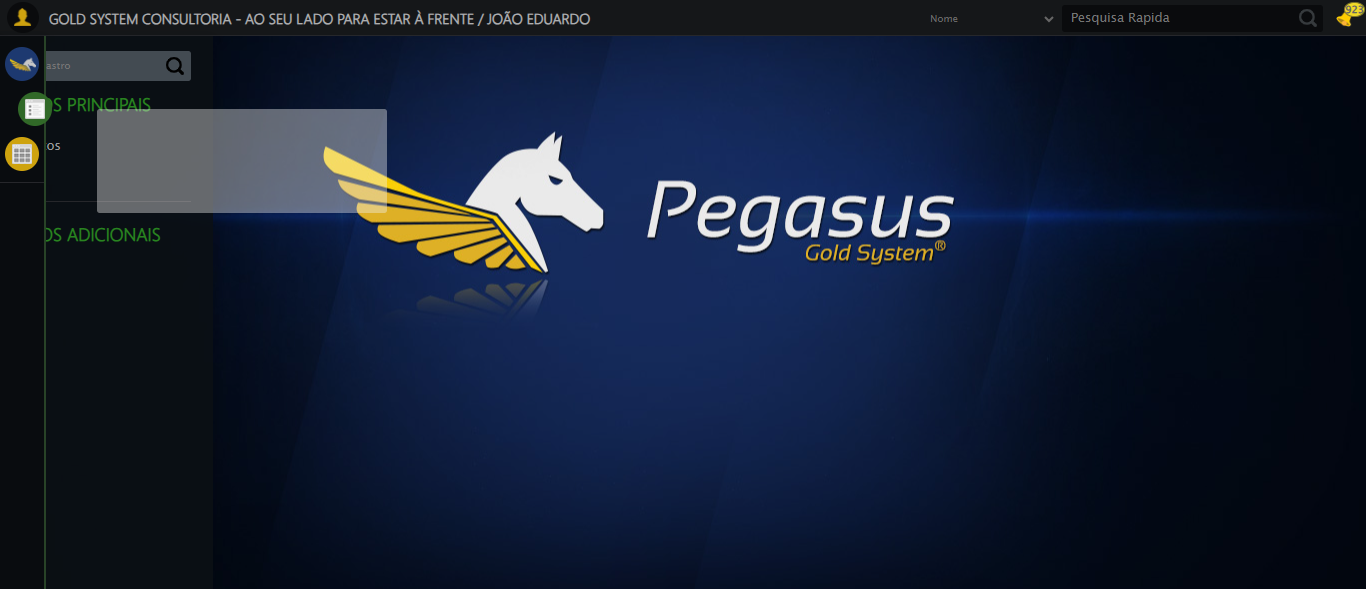 GOLD SYSTEM CONSULTORIA - AO SEU LADO PARA ESTAR À FRENTE / JOÃO EDUARDO
Nome
Pesquisa Rapida
923
astro
S PRINCIPAIS
os
OS ADICIONAIS
Pegasus
Gold System®